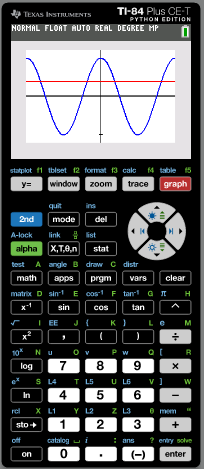 TEXAS INSTRUMENTS TI-84 Plus CE-T
PYTHON EDITION
NORMAL FLOAT AUTO REAL DEGREE MP
statplot f1 tblset f2 format f3 calc f4 table f5
y= window zoom trace graph
quit ins
2nd mode del
A-lock link list
alpha X,T,θ,n stat
test A angle B draw C distr
math apps prgm vars clear
matrix D sin⁻¹ E cos⁻¹ F tan⁻¹ G π H
x⁻¹ sin cos tan ^
√ I EE J { K } L e M
x² , ( ) ÷
10ˣ N u O v P w Q [ R
log 7 8 9 ×
eˣ S L4 T L5 U L6 V ] W
ln 4 5 6 −
rcl X L1 Y L2 Z L3 θ mem "
sto→ 1 2 3 +
off catalog i : ans ? entry solve
on 0 . (−) enter